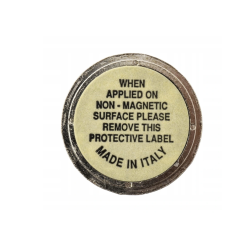 WHEN
APPLIED ON
NON - MAGNETIC
SURFACE PLEASE
REMOVE THIS
PROTECTIVE LABEL
MADE IN ITALY